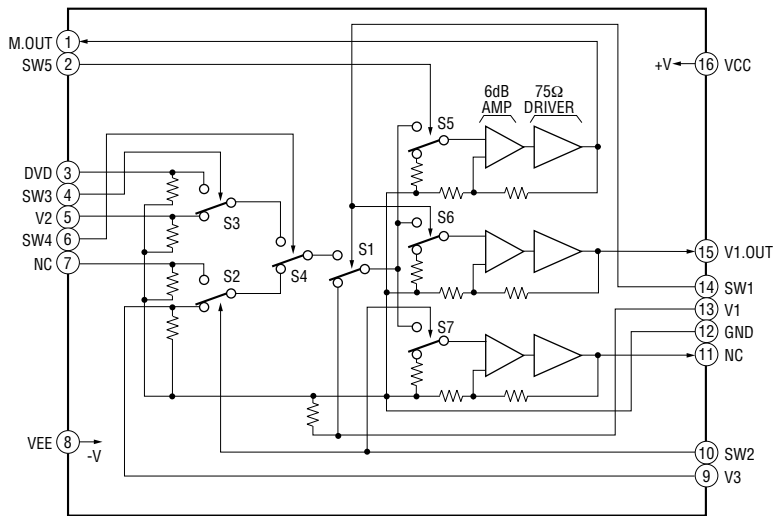 M.OUT 1
SW5 2
16 VCC
+V
6dB
AMP
75Ω
DRIVER
S5
DVD 3
SW3 4
V2 5
SW4 6
NC 7
S3
S2
S4
S1
S6
S7
15 V1.OUT
14 SW1
13 V1
12 GND
11 NC
VEE 8
-V
10 SW2
9 V3